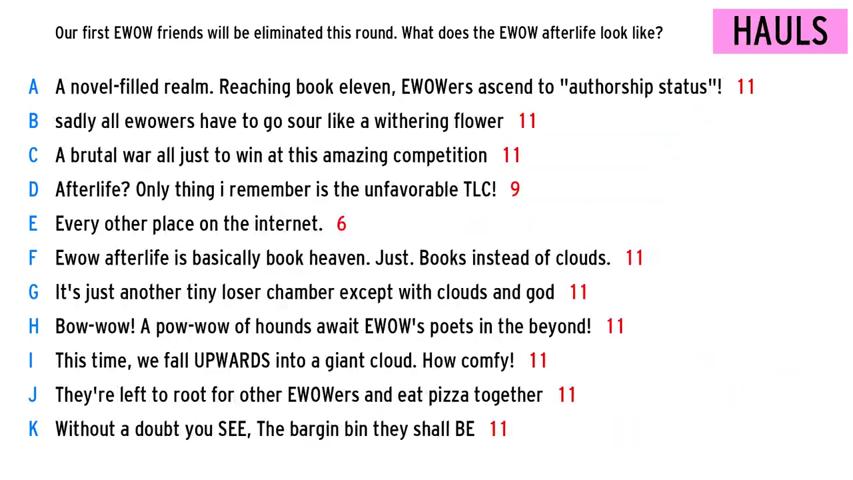 Our first EWOW friends will be eliminated this round. What does the EWOW afterlife look like?
HAULS
A A novel-filled realm. Reaching book eleven, EWOWers ascend to "authorship status"! 11
B sadly all ewowers have to go sour like a withering flower 11
C A brutal war all just to win at this amazing competition 11
D Afterlife? Only thing i remember is the unfavorable TLC! 9
E Every other place on the internet. 6
F Ewow afterlife is basically book heaven. Just. Books instead of clouds. 11
G It's just another tiny loser chamber except with clouds and god 11
H Bow-wow! A pow-wow of hounds await EWOW's poets in the beyond! 11
I This time, we fall UPWARDS into a giant cloud. How comfy! 11
J They're left to root for other EWOWers and eat pizza together 11
K Without a doubt you SEE, The bargin bin they shall BE 11